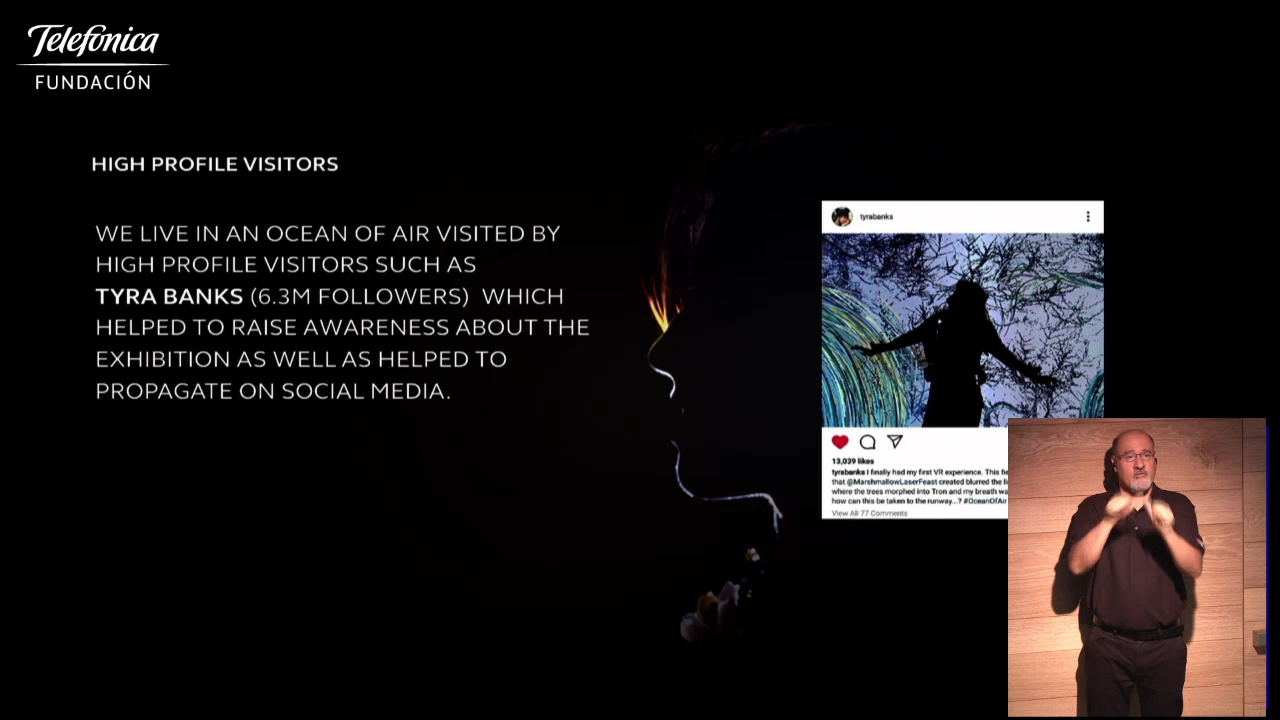 Telefónica
FUNDACIÓN
HIGH PROFILE VISITORS
WE LIVE IN AN OCEAN OF AIR VISITED BY
HIGH PROFILE VISITORS SUCH AS
TYRA BANKS (6.3M FOLLOWERS) WHICH
HELPED TO RAISE AWARENESS ABOUT THE
EXHIBITION AS WELL AS HELPED TO
PROPAGATE ON SOCIAL MEDIA.
tyrabanks
13,039 likes
tyrabanks I finally had my first VR experience. This
that @MarshmallowLaserFeast created blurred the
where the trees morphed into Tron and my breath
how can this be taken to the runway...? #OceanOfAir
View All 77 Comments